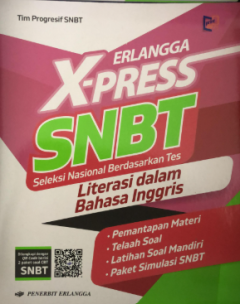 Tim Progresif SNBT
ERLANGGA
X-PRESS
SNBT
Seleksi Nasional Berdasarkan Tes
Literasi dalam
Bahasa Inggris
• Pemantapan Materi
• Telaah Soal
• Latihan Soal Mandiri
• Paket Simulasi SNBT
SNBT
PENERBIT ERLANGGA